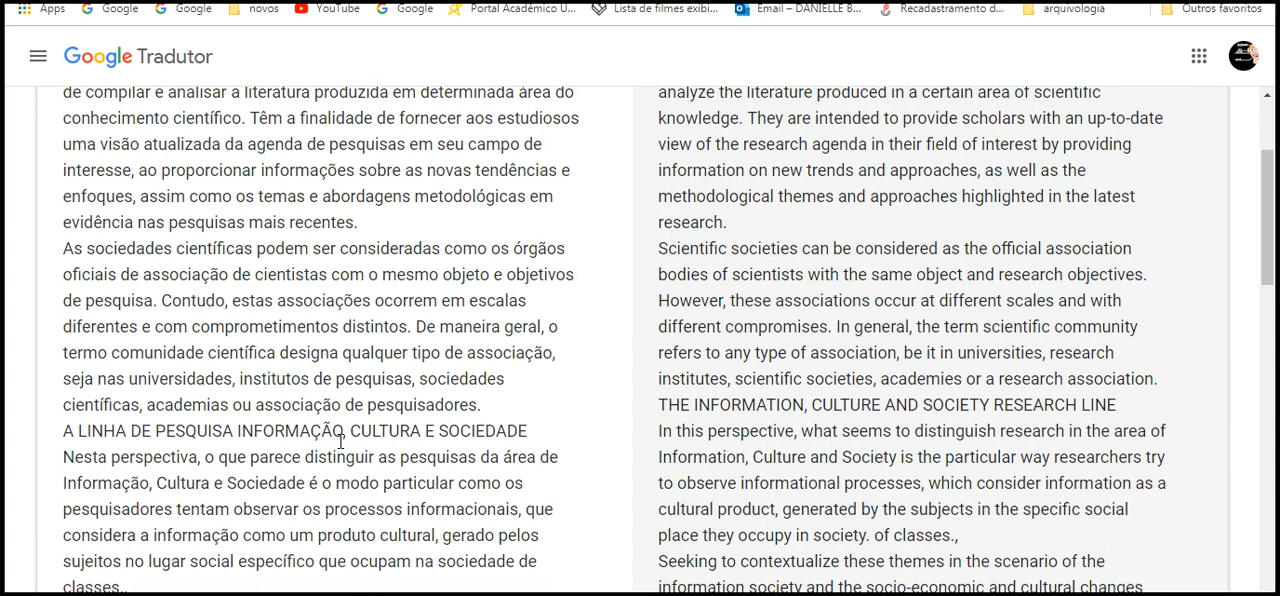 Apps Google Google novos YouTube Google Portal Acadêmico U... Lista de filmes exibi... Email – DANIELLE B... Recadastramento d... arquivologia Outros favoritos
Google Tradutor
de compilar e analisar a literatura produzida em determinada área do
conhecimento científico. Têm a finalidade de fornecer aos estudiosos
uma visão atualizada da agenda de pesquisas em seu campo de
interesse, ao proporcionar informações sobre as novas tendências e
enfoques, assim como os temas e abordagens metodológicas em
evidência nas pesquisas mais recentes.
As sociedades científicas podem ser consideradas como os órgãos
oficiais de associação de cientistas com o mesmo objeto e objetivos
de pesquisa. Contudo, estas associações ocorrem em escalas
diferentes e com comprometimentos distintos. De maneira geral, o
termo comunidade científica designa qualquer tipo de associação,
seja nas universidades, institutos de pesquisas, sociedades
científicas, academias ou associação de pesquisadores.
A LINHA DE PESQUISA INFORMAÇÃO, CULTURA E SOCIEDADE
Nesta perspectiva, o que parece distinguir as pesquisas da área de
Informação, Cultura e Sociedade é o modo particular como os
pesquisadores tentam observar os processos informacionais, que
considera a informação como um produto cultural, gerado pelos
sujeitos no lugar social específico que ocupam na sociedade de
classes.,
analyze the literature produced in a certain area of scientific
knowledge. They are intended to provide scholars with an up-to-date
view of the research agenda in their field of interest by providing
information on new trends and approaches, as well as the
methodological themes and approaches highlighted in the latest
research.
Scientific societies can be considered as the official association
bodies of scientists with the same object and research objectives.
However, these associations occur at different scales and with
different compromises. In general, the term scientific community
refers to any type of association, be it in universities, research
institutes, scientific societies, academies or a research association.
THE INFORMATION, CULTURE AND SOCIETY RESEARCH LINE
In this perspective, what seems to distinguish research in the area of
Information, Culture and Society is the particular way researchers try
to observe informational processes, which consider information as a
cultural product, generated by the subjects in the specific social
place they occupy in society. of classes.,
Seeking to contextualize these themes in the scenario of the
information society and the socio-economic and cultural changes